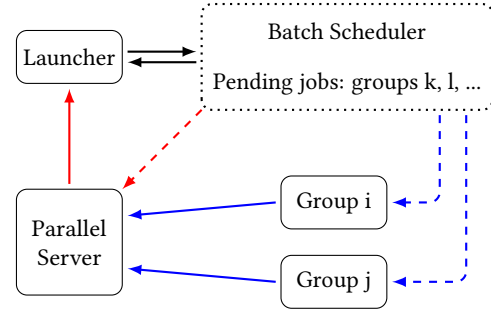 Batch Scheduler
Launcher
Pending jobs: groups k, l, ...
Group i
Parallel
Server
Group j